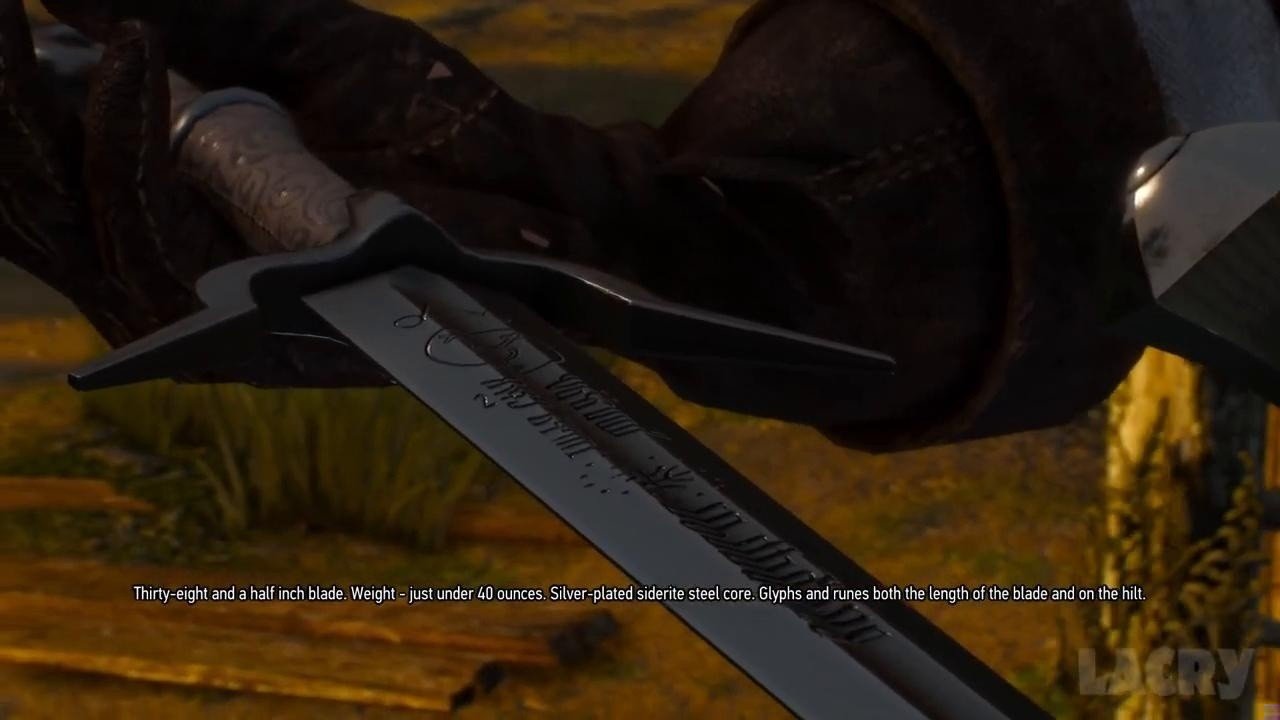 Thirty-eight and a half inch blade. Weight - just under 40 ounces. Silver-plated siderite steel core. Glyphs and runes both the length of the blade and on the hilt.
LACRY